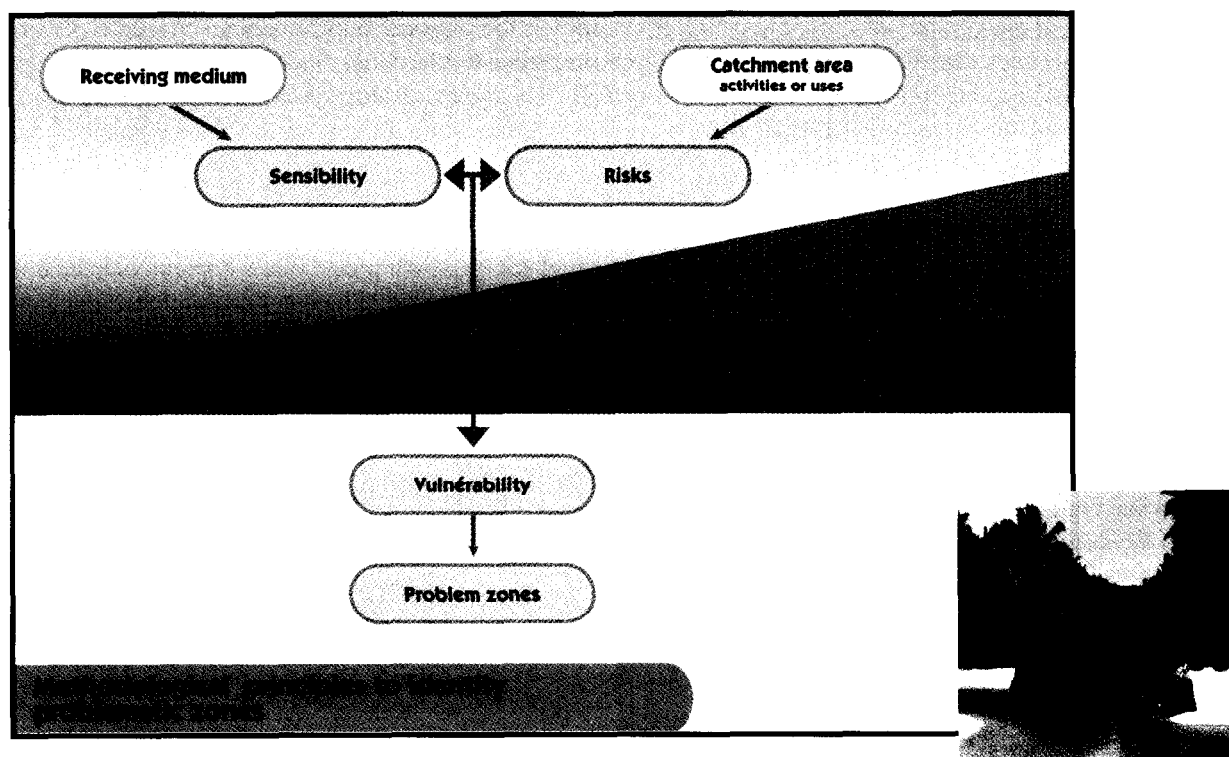 Receiving medium
Catchment area
activities or uses
Sensibility
Risks
Vulnérability
Problem zones